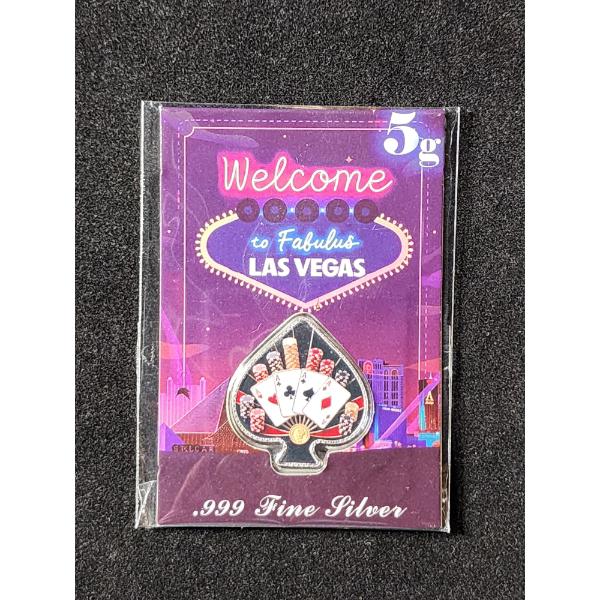 5g
Welcome
to Fabulus
LAS VEGAS
.999 Fine Silver